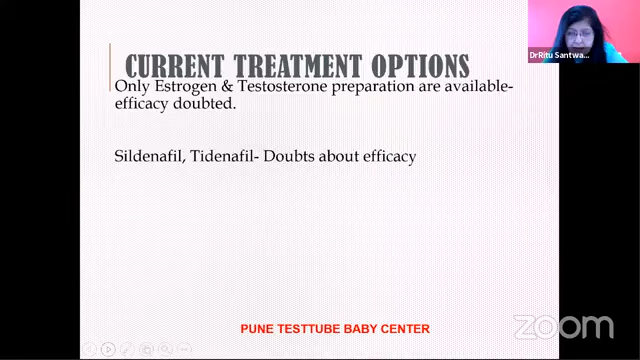 DrRitu Santwa...
CURRENT TREATMENT OPTIONS
Only Estrogen & Testosterone preparation are available-
efficacy doubted.
Sildenafil, Tidenafil- Doubts about efficacy
PUNE TESTTUBE BABY CENTER
zoom